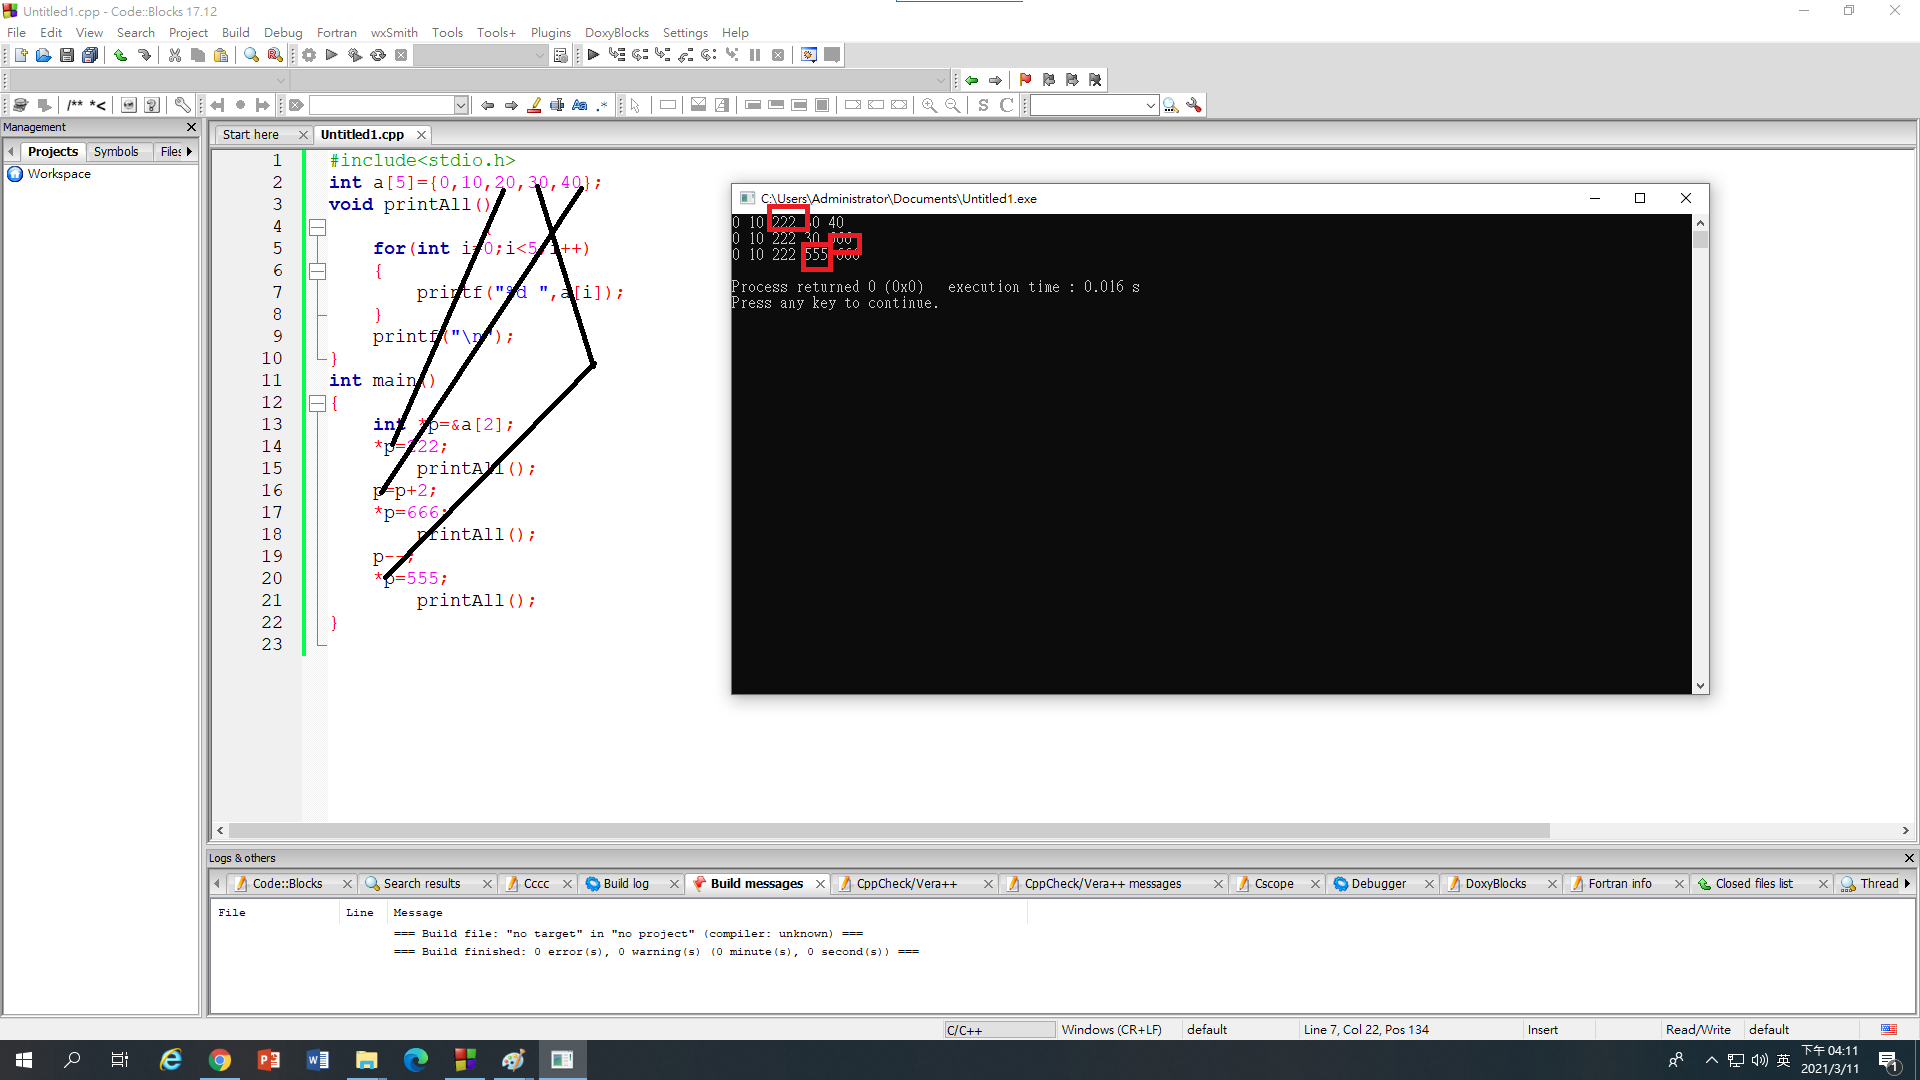 Untitled1.cpp - Code::Blocks 17.12
File Edit View Search Project Build Debug Fortran wxSmith Tools Tools+ Plugins DoxyBlocks Settings Help
/** *<
S C
Management
Projects Symbols Files
Workspace
Start here Untitled1.cpp
1 #include<stdio.h>
2 int a[5]={0,10,20,30,40};
3 void printAll()
4
5 for(int i=0;i<5;i++)
6 {
7 printf("%d ",a[i]);
8 }
9 printf("\n");
10 }
11 int main()
12 {
13 int *p=&a[2];
14 *p=222;
15 printAll();
16 p=p+2;
17 *p=666;
18 printAll();
19 p--;
20 *p=555;
21 printAll();
22 }
23
C:\Users\Administrator\Documents\Untitled1.exe
0 10 222 30 40
0 10 222 30 666
0 10 222 555 666
Process returned 0 (0x0) execution time : 0.016 s
Press any key to continue.
Logs & others
Code::Blocks Search results Cccc Build log Build messages CppCheck/Vera++ CppCheck/Vera++ messages Cscope Debugger DoxyBlocks Fortran info Closed files list Thread
File Line Message
=== Build file: "no target" in "no project" (compiler: unknown) ===
=== Build finished: 0 error(s), 0 warning(s) (0 minute(s), 0 second(s)) ===
C/C++ Windows (CR+LF) default Line 7, Col 22, Pos 134 Insert Read/Write default
英 下午 04:11
2021/3/11
1